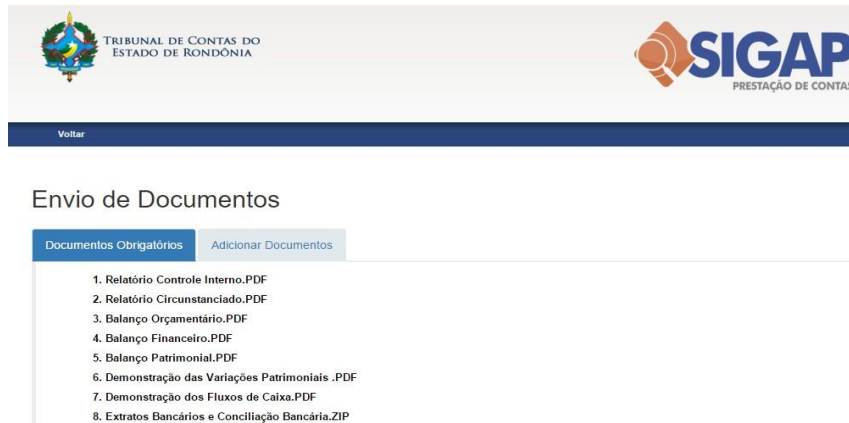 TRIBUNAL DE CONTAS DO
ESTADO DE RONDÔNIA
SIGAP
PRESTAÇÃO DE CONTAS
Voltar
Envio de Documentos
Documentos Obrigatórios
Adicionar Documentos
1. Relatório Controle Interno.PDF
2. Relatório Circunstanciado.PDF
3. Balanço Orçamentário.PDF
4. Balanço Financeiro.PDF
5. Balanço Patrimonial.PDF
6. Demonstração das Variações Patrimoniais .PDF
7. Demonstração dos Fluxos de Caixa.PDF
8. Extratos Bancários e Conciliação Bancária.ZIP